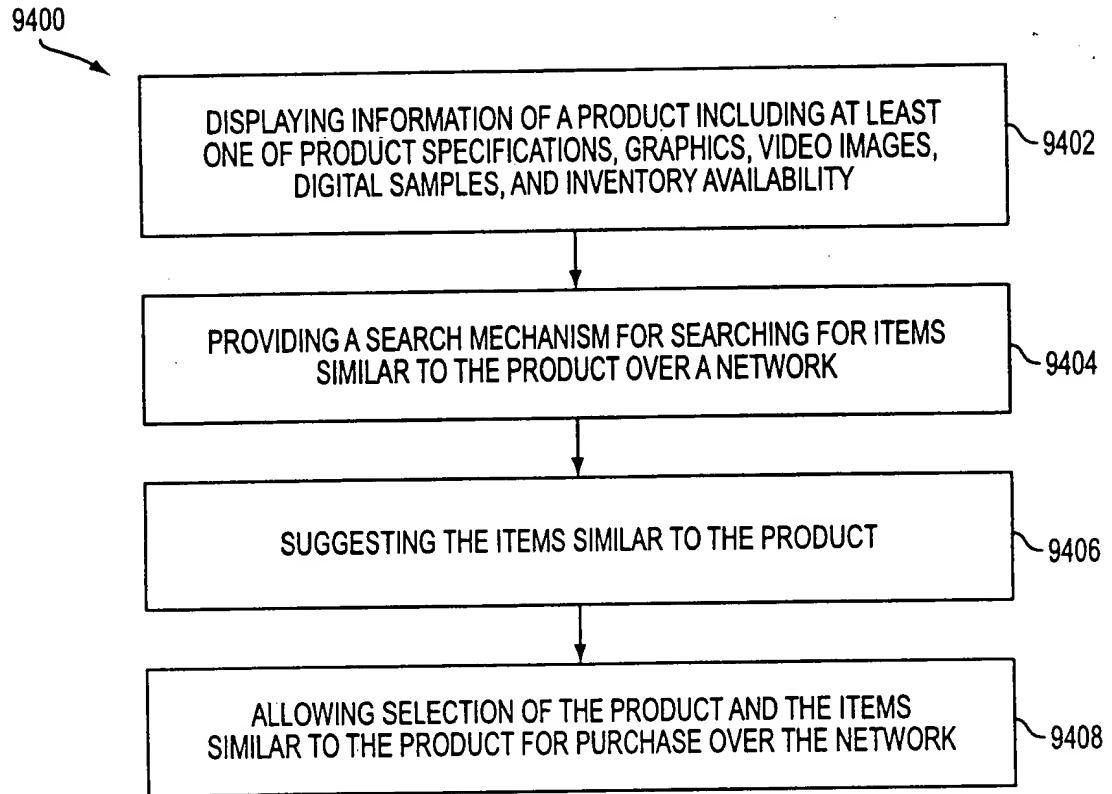 9400
DISPLAYING INFORMATION OF A PRODUCT INCLUDING AT LEAST
ONE OF PRODUCT SPECIFICATIONS, GRAPHICS, VIDEO IMAGES,
DIGITAL SAMPLES, AND INVENTORY AVAILABILITY
9402
PROVIDING A SEARCH MECHANISM FOR SEARCHING FOR ITEMS
SIMILAR TO THE PRODUCT OVER A NETWORK
9404
SUGGESTING THE ITEMS SIMILAR TO THE PRODUCT
9406
ALLOWING SELECTION OF THE PRODUCT AND THE ITEMS
SIMILAR TO THE PRODUCT FOR PURCHASE OVER THE NETWORK
9408